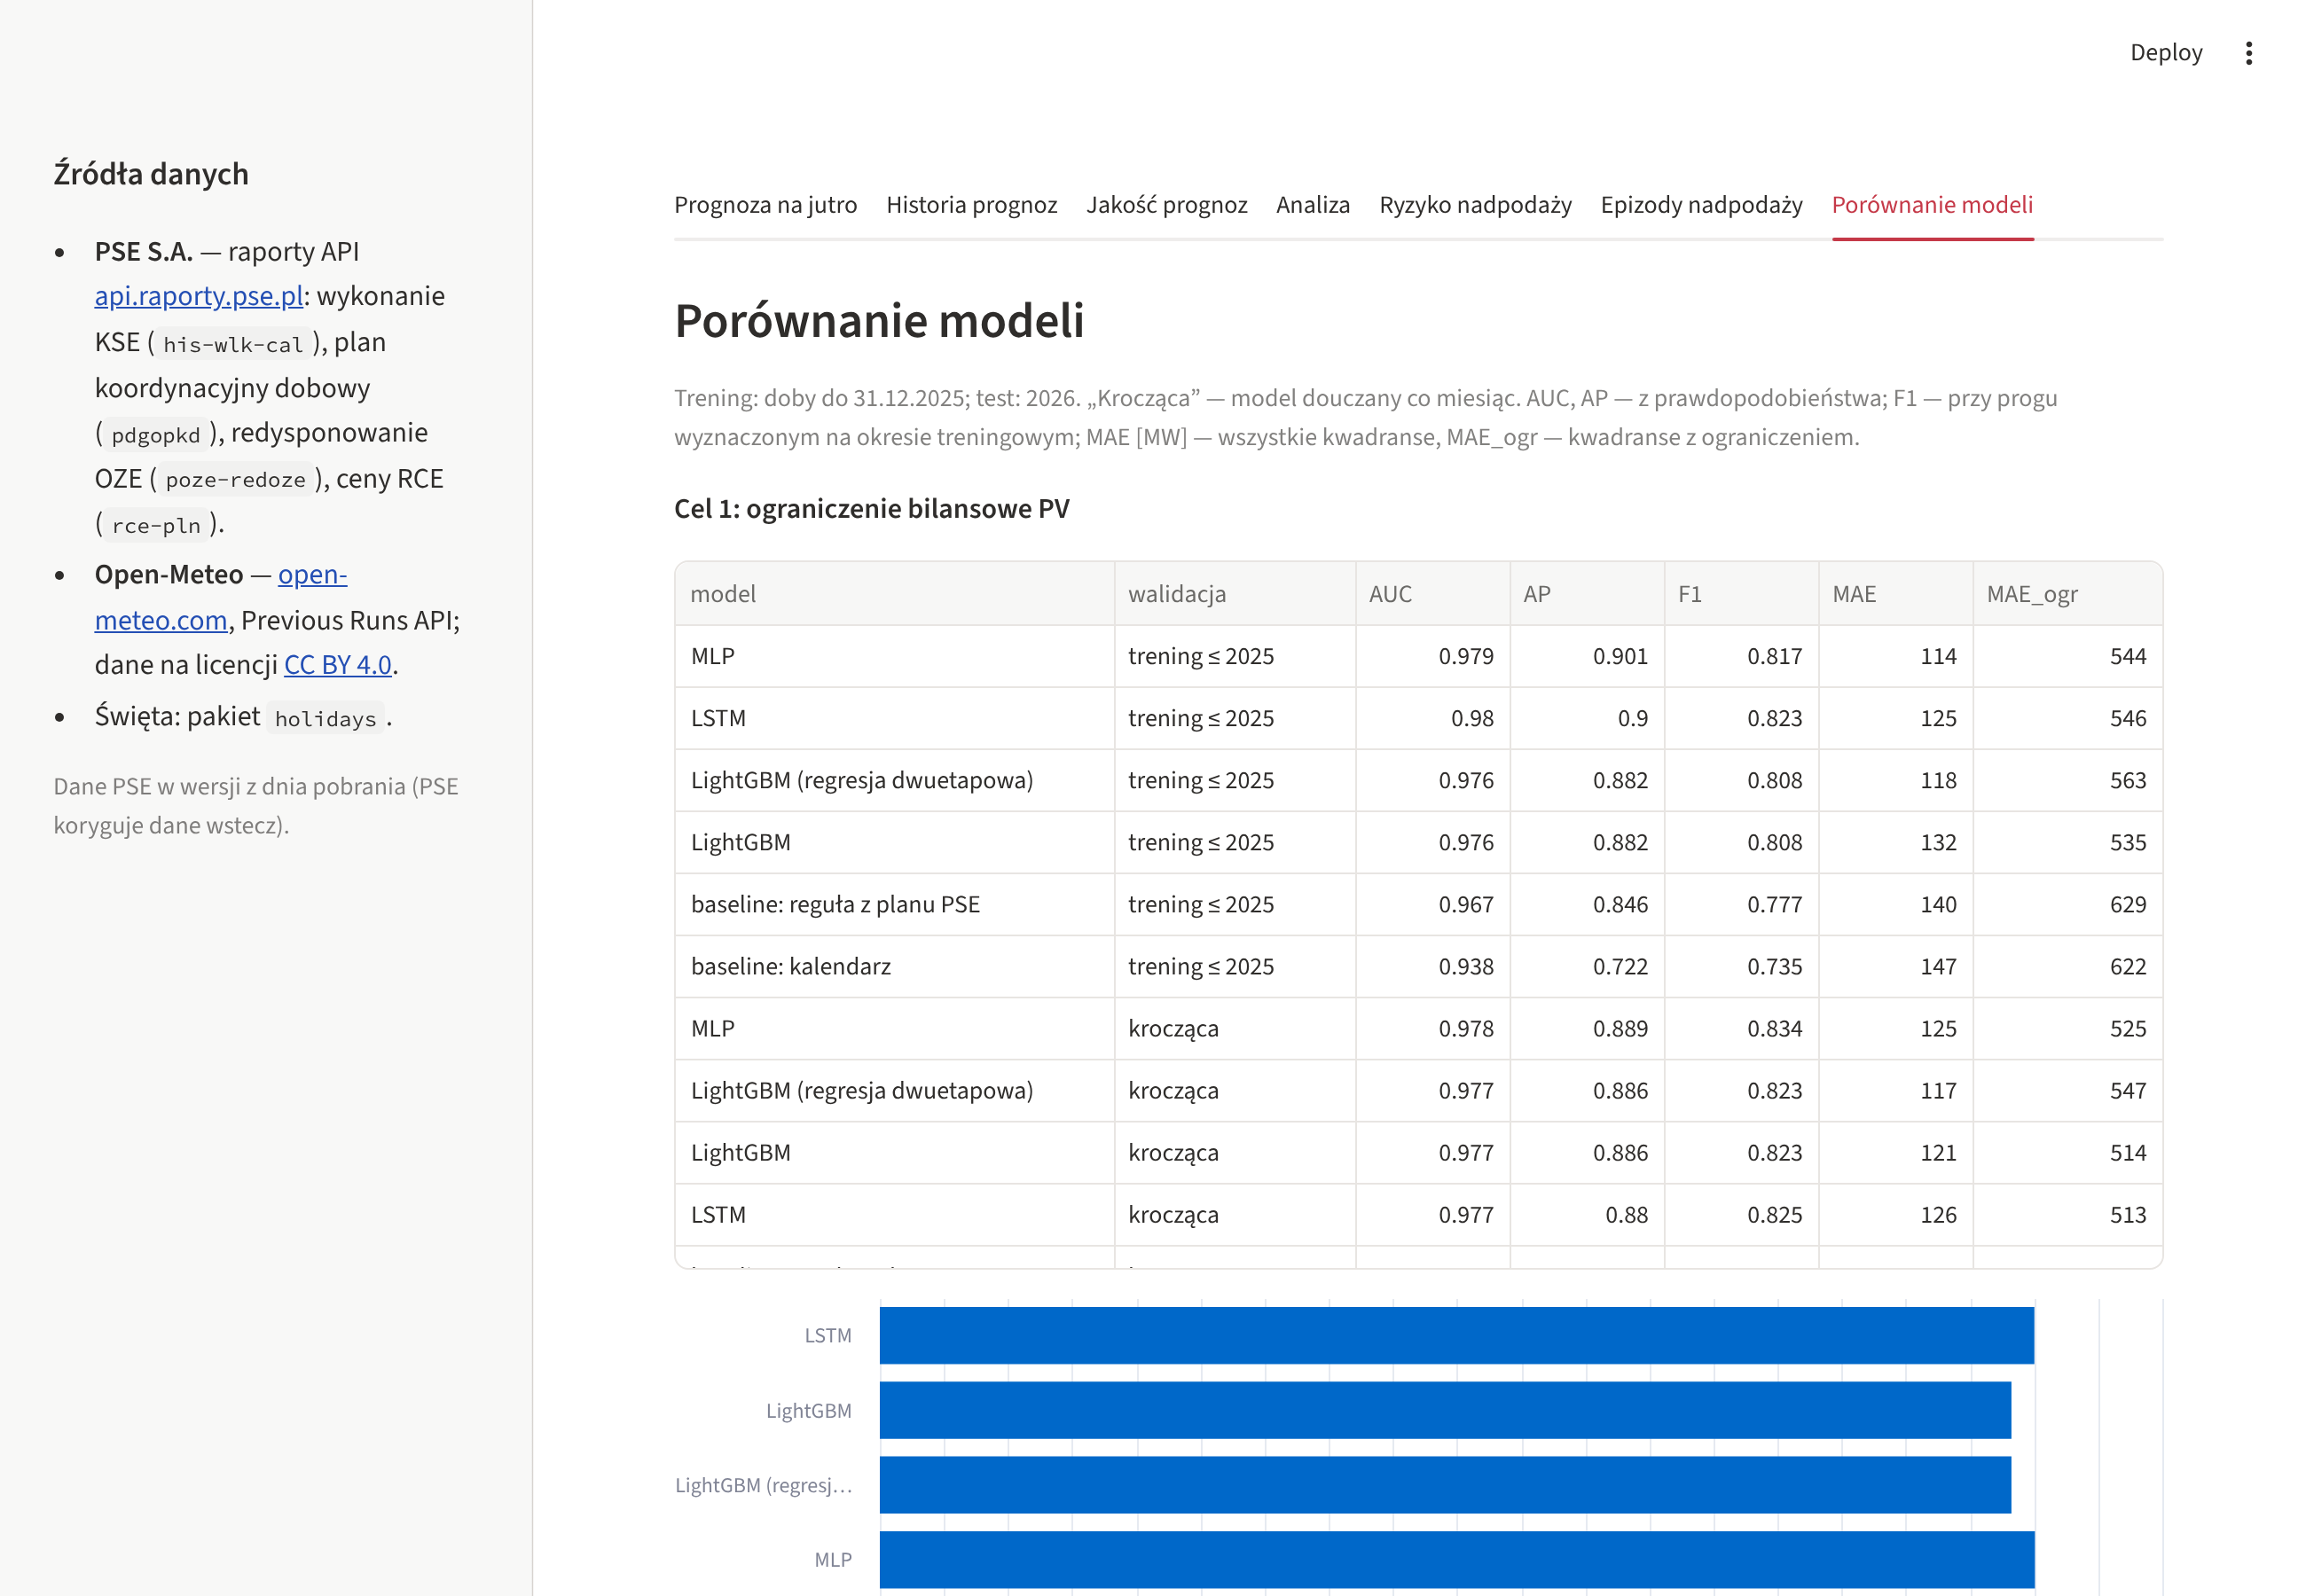 Deploy
Źródła danych
PSE S.A. — raporty API
api.raporty.pse.pl: wykonanie
KSE ( his-wlk-cal ), plan
koordynacyjny dobowy
( pdgopkd ), redysponowanie
OZE ( poze-redoze ), ceny RCE
( rce-pln ).
Open-Meteo — open-
meteo.com, Previous Runs API;
dane na licencji CC BY 4.0.
Święta: pakiet holidays .
Dane PSE w wersji z dnia pobrania (PSE
koryguje dane wstecz).
Prognoza na jutro Historia prognoz Jakość prognoz Analiza Ryzyko nadpodaży Epizody nadpodaży Porównanie modeli
Porównanie modeli
Trening: doby do 31.12.2025; test: 2026. „Krocząca” — model douczany co miesiąc. AUC, AP — z prawdopodobieństwa; F1 — przy progu
wyznaczonym na okresie treningowym; MAE [MW] — wszystkie kwadranse, MAE_ogr — kwadranse z ograniczeniem.
Cel 1: ograniczenie bilansowe PV
model walidacja AUC AP F1 MAE MAE_ogr
MLP trening ≤ 2025 0.979 0.901 0.817 114 544
LSTM trening ≤ 2025 0.98 0.9 0.823 125 546
LightGBM (regresja dwuetapowa) trening ≤ 2025 0.976 0.882 0.808 118 563
LightGBM trening ≤ 2025 0.976 0.882 0.808 132 535
baseline: reguła z planu PSE trening ≤ 2025 0.967 0.846 0.777 140 629
baseline: kalendarz trening ≤ 2025 0.938 0.722 0.735 147 622
MLP krocząca 0.978 0.889 0.834 125 525
LightGBM (regresja dwuetapowa) krocząca 0.977 0.886 0.823 117 547
LightGBM krocząca 0.977 0.886 0.823 121 514
LSTM krocząca 0.977 0.88 0.825 126 513
LSTM
LightGBM
LightGBM (regresj…
MLP